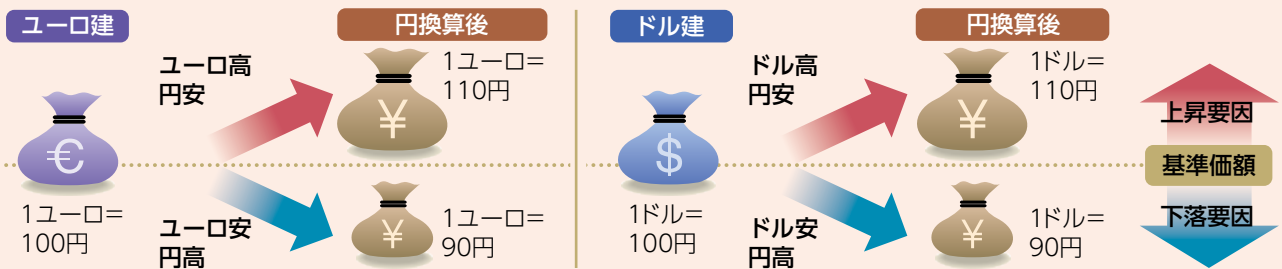 ユーロ建
円換算後
ユーロ高
円安
1ユーロ=
110円
¥
€
1ユーロ=
100円
ユーロ安
円高
¥
1ユーロ=
90円
ドル建
円換算後
ドル高
円安
1ドル=
110円
¥
$
1ドル=
100円
ドル安
円高
¥
1ドル=
90円
上昇要因
基準価額
下落要因